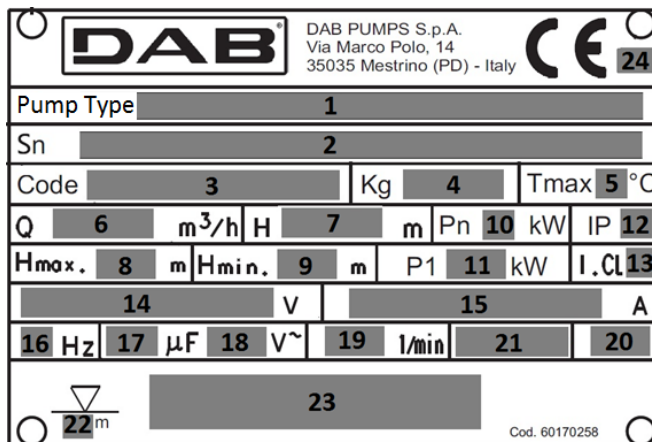 DAB DAB PUMPS S.p.A.
Via Marco Polo, 14
35035 Mestrino (PD) - Italy CE 24
Pump Type 1
Sn 2
Code 3 Kg 4 Tmax 5 °C
Q 6 m³/h H 7 m Pn 10 kW IP 12
Hmax. 8 m Hmin. 9 m P1 11 kW I.CL 13
14 V 15 A
16 Hz 17 µF 18 V~ 19 1/min 21 20
22 m 23
Cod. 60170258